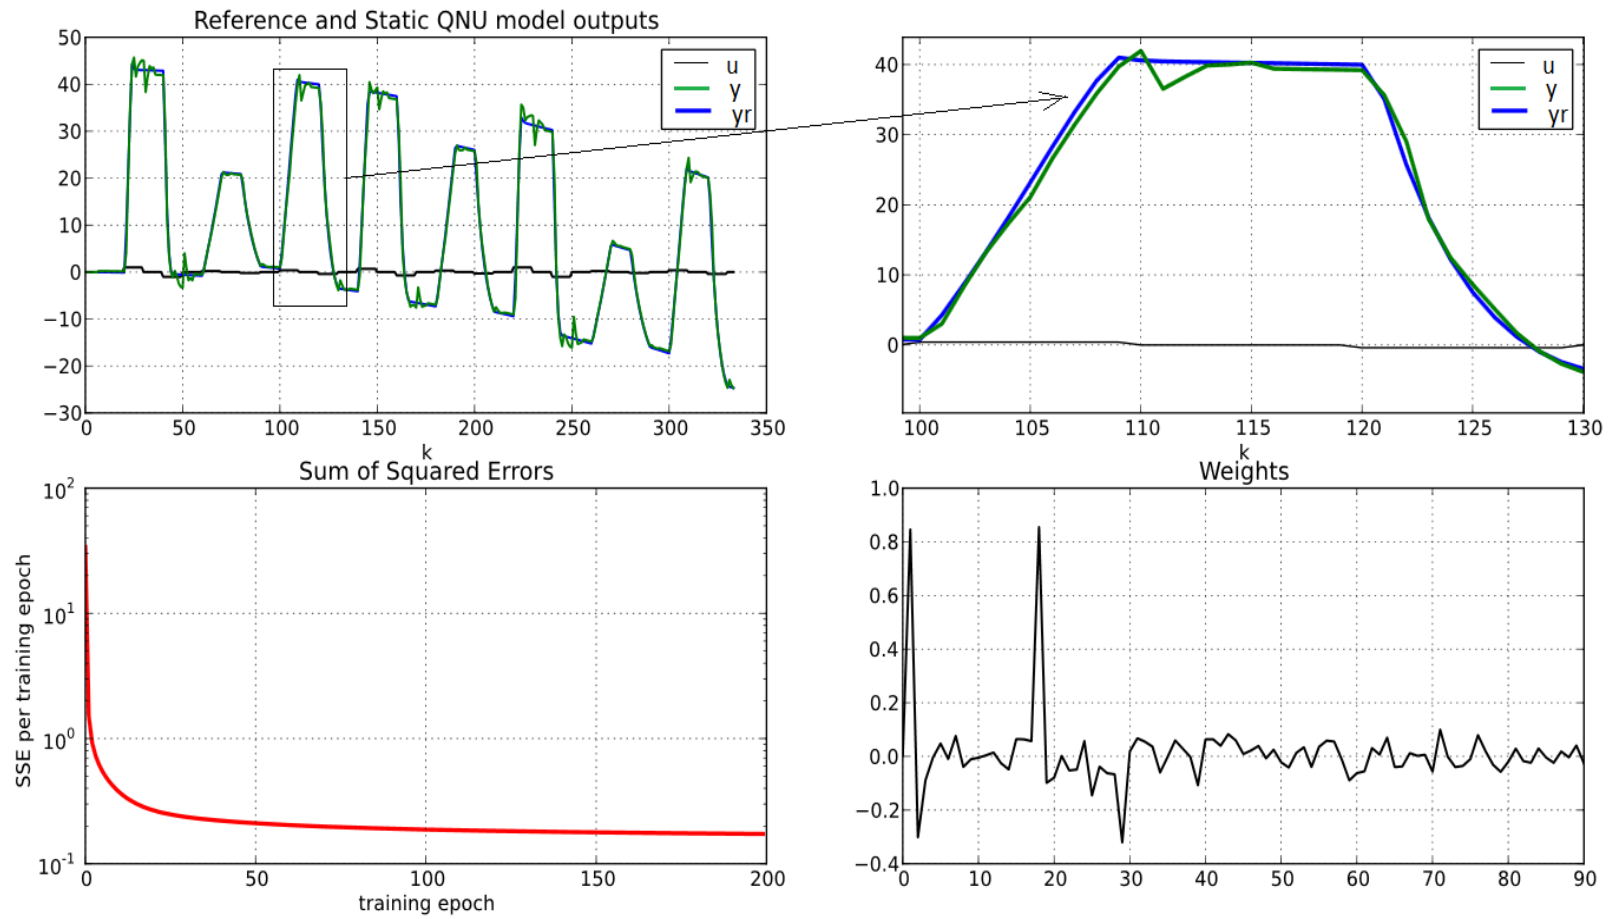 Reference and Static QNU model outputs
50
40
30
20
10
0
−10
−20
−30
0 50 100 150 200 250 300 350
k
u
y
yr
40
30
20
10
0
100 105 110 115 120 125 130
k
u
y
yr
Sum of Squared Errors
SSE per training epoch
10^2
10^1
10^0
10^-1
0 50 100 150 200
training epoch
Weights
1.0
0.8
0.6
0.4
0.2
0.0
−0.2
−0.4
0 10 20 30 40 50 60 70 80 90